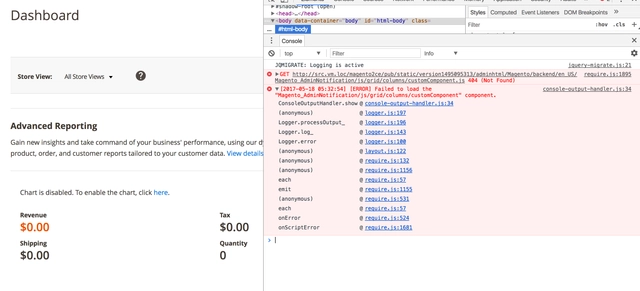 Dashboard
Store View: All Store Views ▼ ?
Advanced Reporting
Gain new insights and take command of your business' performance, using our dy
product, order, and customer reports tailored to your customer data. View details
Chart is disabled. To enable the chart, click here.
Revenue
$0.00
Tax
$0.00
Shipping
$0.00
Quantity
0
#shadow-root (open)
<head>…</head>
<body data-container="body" id="html-body" class>
… #html-body
Styles Computed Event Listeners DOM Breakpoints »
Filter :hov .cls +
Console
top ▼ Filter Info ▼
JQMIGRATE: Logging is active jquery-migrate.js:21
GET http://src.vm.loc/magento2ce/pub/static/version1495095313/adminhtml/Magento/backend/en_US/ require.js:1895
Magento_AdminNotification/js/grid/columns/customComponent.js 404 (Not Found)
[2017-05-18 05:32:54] [ERROR] Failed to load the console-output-handler.js:34
"Magento_AdminNotification/js/grid/columns/customComponent" component.
ConsoleOutputHandler.show @ console-output-handler.js:34
(anonymous) @ logger.js:197
Logger.processOutput_ @ logger.js:196
Logger.log_ @ logger.js:143
Logger.error @ logger.js:100
(anonymous) @ layout.js:122
(anonymous) @ require.js:132
(anonymous) @ require.js:1156
each @ require.js:57
emit @ require.js:1155
(anonymous) @ require.js:531
each @ require.js:57
onError @ require.js:524
onScriptError @ require.js:1681
>